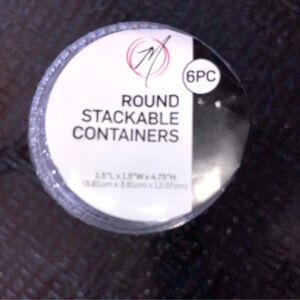 6PC
ROUND
STACKABLE
CONTAINERS
1.5"L x 1.5"W x 4.75"H
(3.81cm x 3.81cm x 12.07cm)